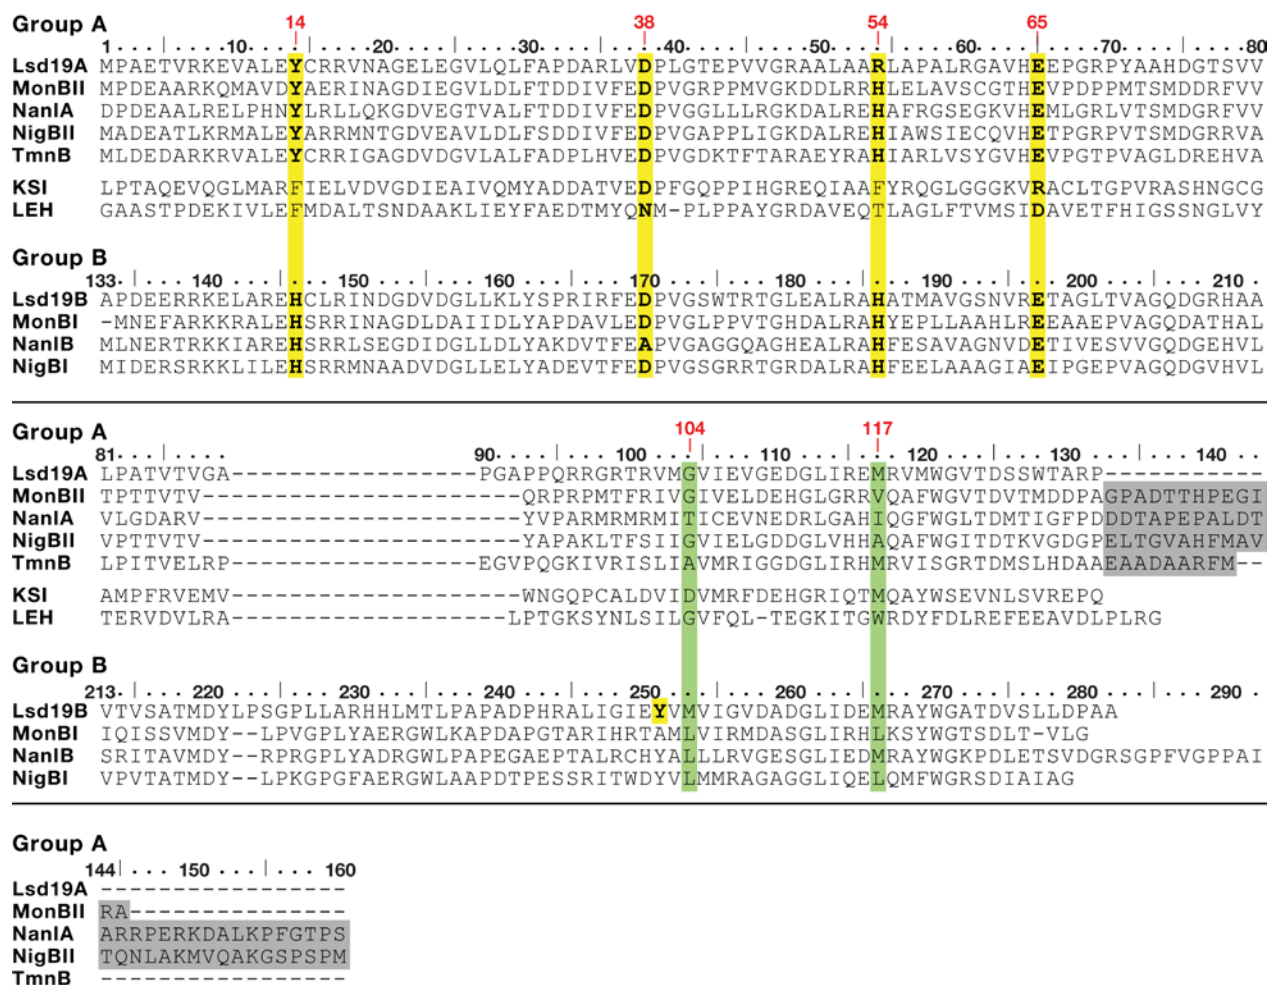 Group A 14 38 54 65
1 · · · | · · · 10 · · · | · · · 20 · · · | · · · 30 · · · | · · · 40 · · · | · · · 50 · · · | · · · 60 · · · | · · · 70 · · · | · · · 80
Lsd19A MPAETVRKEVALEYCRRVNAGELEGVLQLFAPDARLVDPLGTEPVVGRAALAARLAPALRGAVHEEPGRPYAAHDGTSVV
MonBII MPDEAARKQMAVDYAERINAGDIEGVLDLFTDDIVFEDPVGRPPMVGKDDLRRHLELAVSCGTHEVPDPPMTSMDDRFVV
NanIA DPDEAALRELPHNYLRLLQKGDVEGTVALFTDDIVFEDPVGGLLLRGKDALREHIAFRGSEGKVREMLGRLVTSMDGRFVV
NigBII MADEATLKRMALEYARRMNTGDVEAVLDLFSDDIVFEDPVGAPPLIGKDALREHIAWSIECQVHETPGRPVTSMDGRRVA
TmnB MLDEDARKRVALEYCRRIGAGDVDGVLALFADPLHVEDPVGDKTFTARAEYRAHIARLVSYGVHEVPGTPVAGLDREHVA
KSI LPTAQEVQGLMARFIELVDVGDIEAIVQMYADDATVEDPFGQPPIHGREQIAAFYRQGLGGGKVRACLTGPVRASHNGCG
LEH GAASTPDEKIVLEFMDALTSNDAAKLIEYFAEDTMYQNM-PLPPAYGRDAVEQTLAGLFTVMSIDAVETFHIGSSNGLVY
Group B
133 · | · · · 140 · · · | · · · 150 · · · | · · · 160 · · · | · · · 170 · · · | · · · 180 · · · | · · · 190 · · · | · · · 200 · · · | · · · 210 · ·
Lsd19B APDEERRKELAREHCLRINDGDVDGLLKLYSPRIRFEDPVGSWTRTGLEALRAHATMAVGSNVRETAGLTVAGQDGRHAA
MonBI -MNEFARKKRALEHSRRINAGDLDAIIDLYAPDAVLEDPVGLPPVTGHDALRAHYEPLLAAHLREEAAEPVAGQDATHAL
NanIB MLNERTRKKIAREHSRRLSEGDIDGLLDLYAKDVTFEAPVGAGGQAGHEALRAHFESAVAGNVDETIVESVVGQDGEHVL
NigBI MIDERSRKKLILEHSRRMNAADVDGLLELYADEVTFEDPVGSGRRTGRDALRAHFEELAAAGIAEEIPGEPVAGQDGVHVL
Group A 104 117
81 · · · | · · · 90 · · · | · · · 100 · · · | · · · 110 · · · | · · · 120 · · · | · · · 130 · · · | · · · 140 · · ·
Lsd19A LPATVTVGA-----------------PGAPPQRRGRTRVMGVIEVGEDGLIREMRVMWGVTDSSWTARP-----------
MonBII TPTTVTV----------------------QRPRPMTFRIVGIVELDEHGLGRRVQAFWGVTDVTMDDPAGPADTTHPEGI
NanIA VLGDARV----------------------YVPARMRMRMITICEVNEDRLGAHIQGFWGLTDMTIGFPDDDTAPEPALDT
NigBII VPTTVTV----------------------YAPAKLTFSIIGVIELGDDGLVHHAQAFWGITDTKVGDGPELTGVAHFMAV
TmnB LPITVELRP-----------------EGVPQGKIVRISLIAVMRIGGDGLIRHMRVISGRTDMSLHDAAEAADAARFM--
KSI AMPFRVEMV--------------------WNGQPCALDVIDVMRFDEHGRIQTMQAYWSEVNLSVREPQ
LEH TERVDVLRA-------------------LPTGKSYNLSILGVFQL-TEGKITGWRDYFDLREFEEAVDLPLRG
Group B
213 · | · · · 220 · · · | · · · 230 · · · | · · · 240 · · · | · · · 250 · · · | · · · 260 · · · | · · · 270 · · · | · · · 280 · · · | · · · 290 · ·
Lsd19B VTVSATMDYLPSGPLLARHHLMTLPAPADPHRALIGIEYVMVIGVDADGLIDEMRAYWGATDVSLLDPAA
MonBI IQISSVMDY--LPVGPLYAERGWLKAPDAPGTARIHRTAMLVIRMDASGLIRHLKSYWGTSDLT-VLG
NanIB SRITAVMDY--RPRGPLYADRGWLPAPEGAEPTALRCHYALLLRVSESGLIEDMRAYWGKPDLETSVDGRSGPFVGPPAI
NigBI VPVTATMDY--LPKGPGFAERGWLAAPDTPESSRITWDYVLMMRAGAGGLIQELQMFWGRSDIAIAG
Group A
144 | · · · 150 · · · | · · · 160
Lsd19A -----------------
MonBII RA---------------
NanIA ARRPERKDALKPFGTPS
NigBII TQNLAKMVQAKGSPSPM
TmnB -----------------